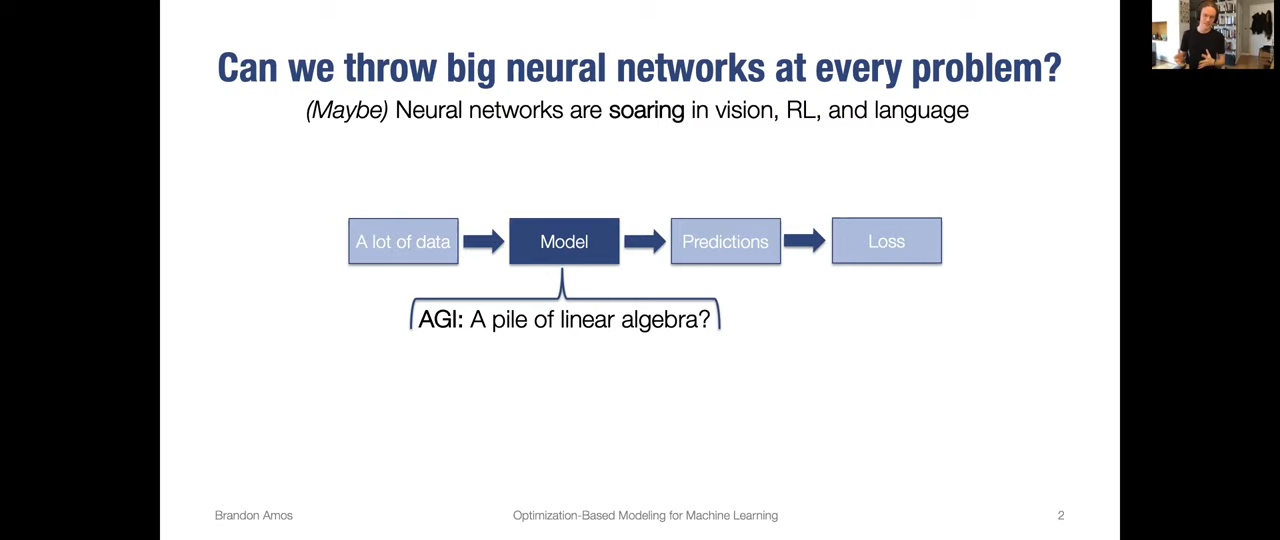 Can we throw big neural networks at every problem?
(Maybe) Neural networks are soaring in vision, RL, and language
A lot of data
Model
Predictions
Loss
AGI: A pile of linear algebra?
Brandon Amos
Optimization-Based Modeling for Machine Learning
2